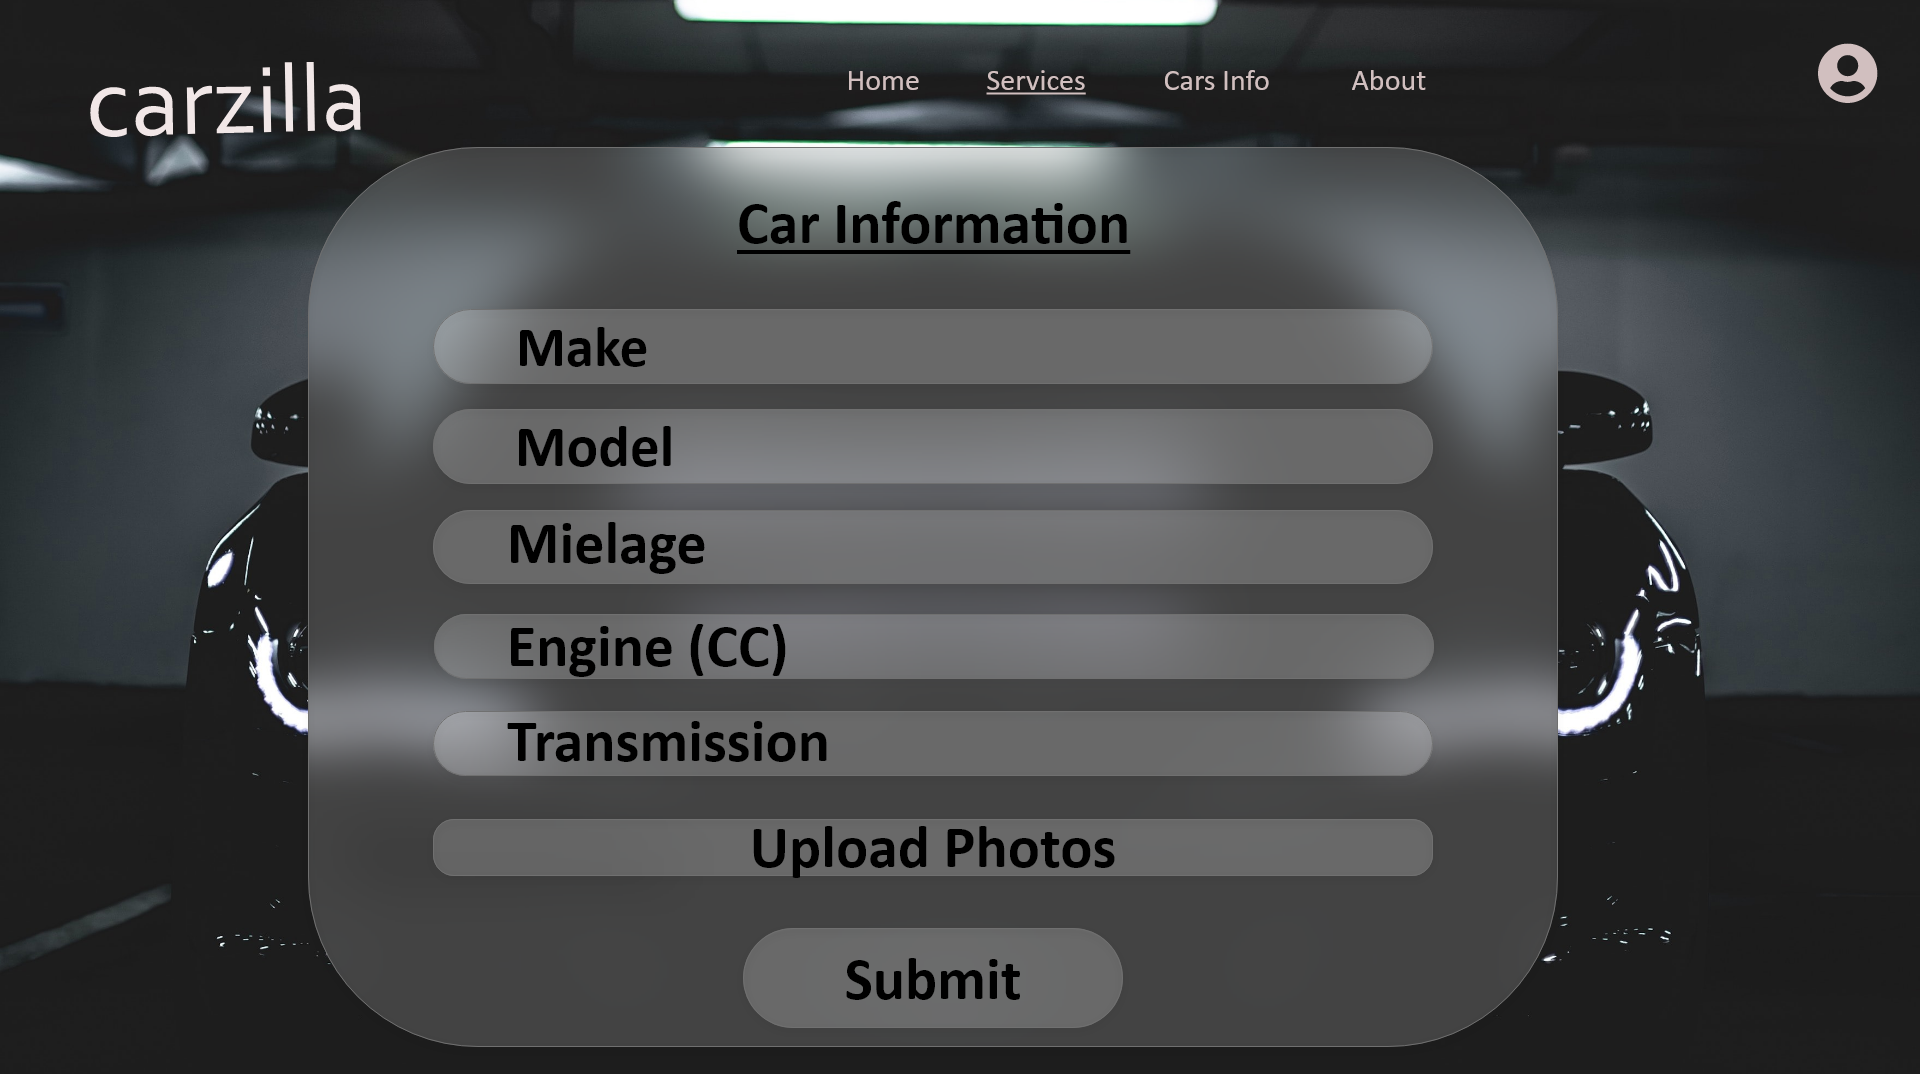 carzilla
Home Services Cars Info About
Car Information
Make
Model
Mielage
Engine (CC)
Transmission
Upload Photos
Submit